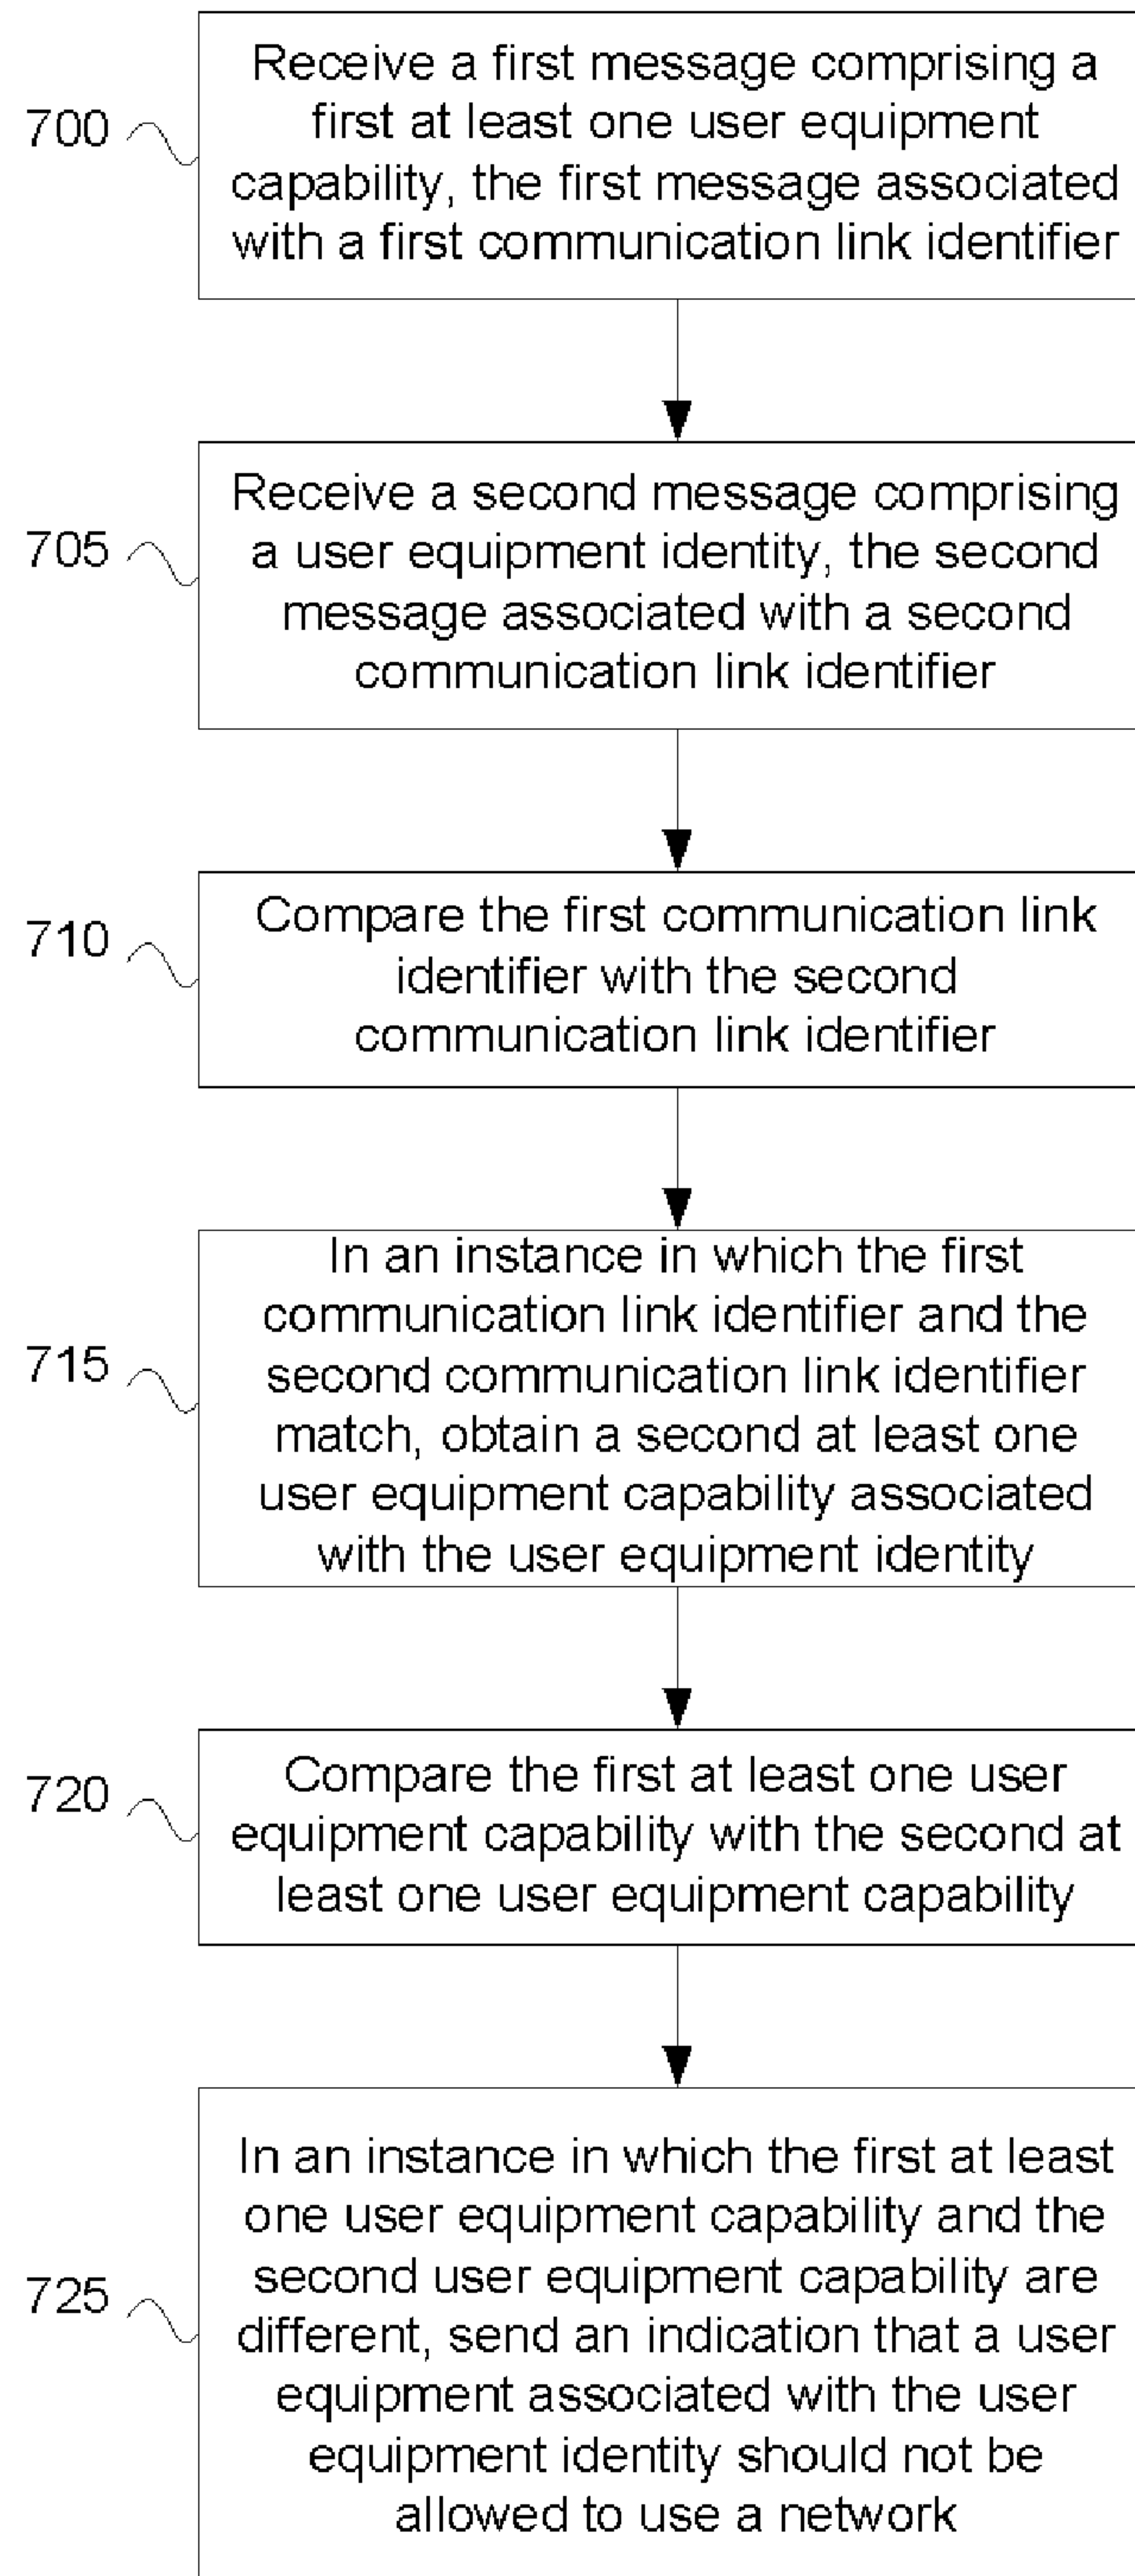 700
Receive a first message comprising a
first at least one user equipment
capability, the first message associated
with a first communication link identifier
705
Receive a second message comprising
a user equipment identity, the second
message associated with a second
communication link identifier
710
Compare the first communication link
identifier with the second
communication link identifier
715
In an instance in which the first
communication link identifier and the
second communication link identifier
match, obtain a second at least one
user equipment capability associated
with the user equipment identity
720
Compare the first at least one user
equipment capability with the second at
least one user equipment capability
725
In an instance in which the first at least
one user equipment capability and the
second user equipment capability are
different, send an indication that a user
equipment associated with the user
equipment identity should not be
allowed to use a network